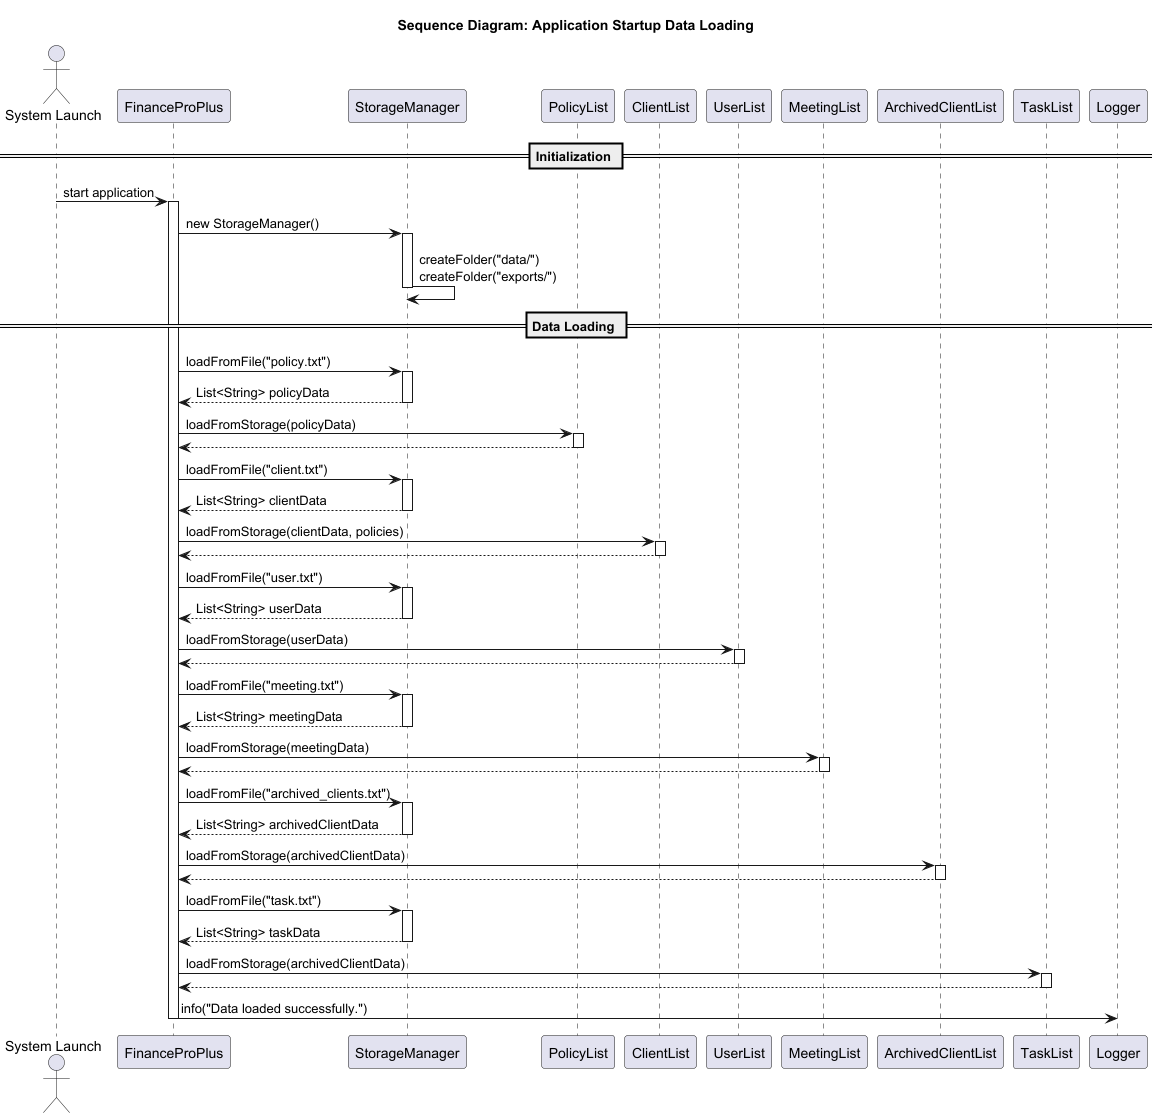 Sequence Diagram: Application Startup Data Loading
System Launch
FinanceProPlus
StorageManager
PolicyList
ClientList
UserList
MeetingList
ArchivedClientList
TaskList
Logger
Initialization
start application
new StorageManager()
createFolder("data/")
createFolder("exports/")
Data Loading
loadFromFile("policy.txt")
List<String> policyData
loadFromStorage(policyData)
loadFromFile("client.txt")
List<String> clientData
loadFromStorage(clientData, policies)
loadFromFile("user.txt")
List<String> userData
loadFromStorage(userData)
loadFromFile("meeting.txt")
List<String> meetingData
loadFromStorage(meetingData)
loadFromFile("archived_clients.txt")
List<String> archivedClientData
loadFromStorage(archivedClientData)
loadFromFile("task.txt")
List<String> taskData
loadFromStorage(archivedClientData)
info("Data loaded successfully.")
System Launch
FinanceProPlus
StorageManager
PolicyList
ClientList
UserList
MeetingList
ArchivedClientList
TaskList
Logger